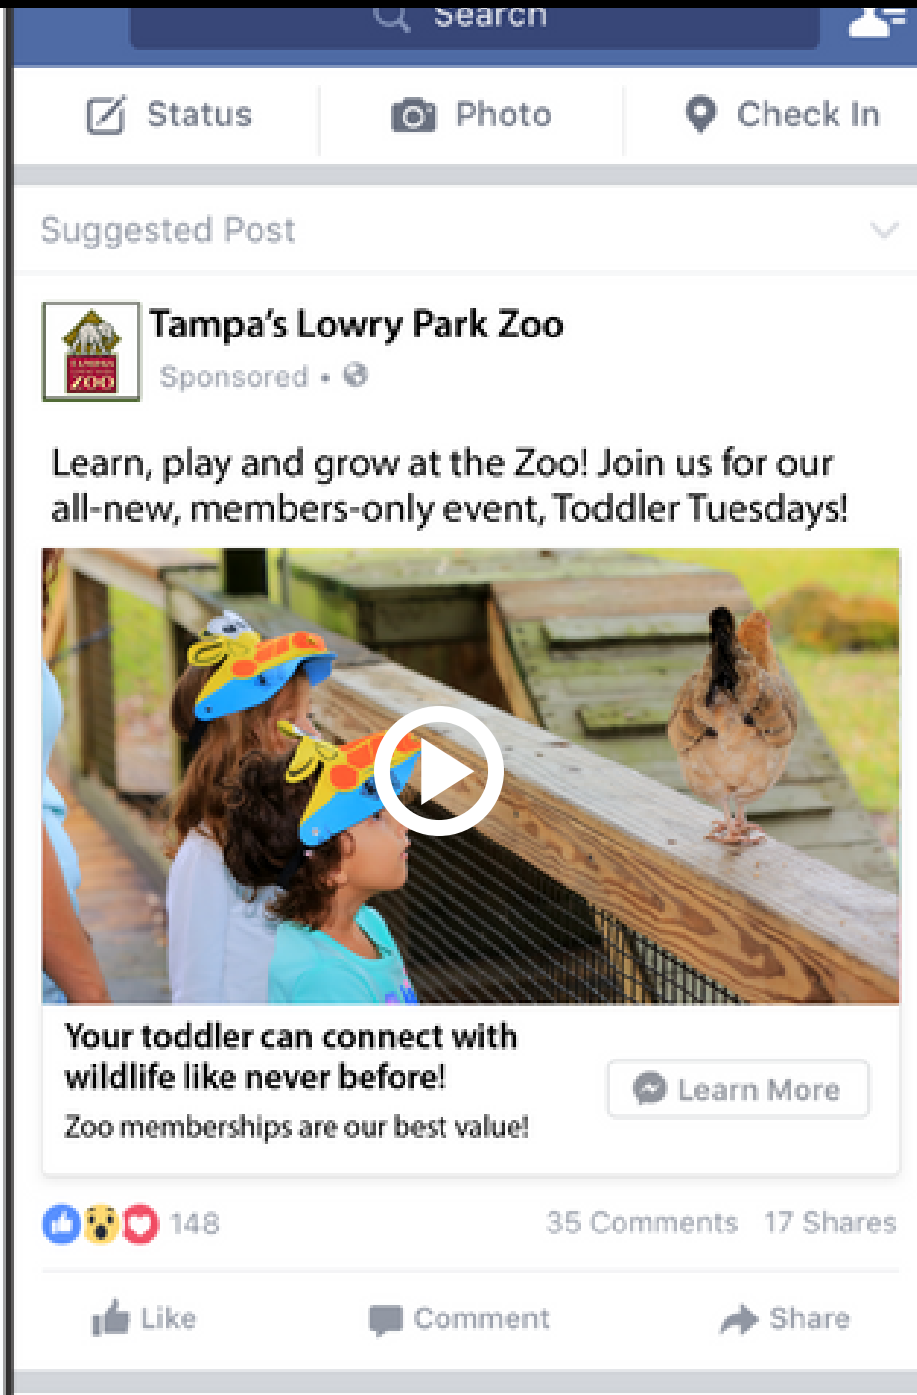 Search
Status
Photo
Check In
Suggested Post
Tampa's Lowry Park Zoo
ZOO
Sponsored •
Learn, play and grow at the Zoo! Join us for our
all-new, members-only event, Toddler Tuesdays!
Your toddler can connect with
wildlife like never before!
Learn More
Zoo memberships are our best value!
148
35 Comments
17 Shares
Like
Comment
Share